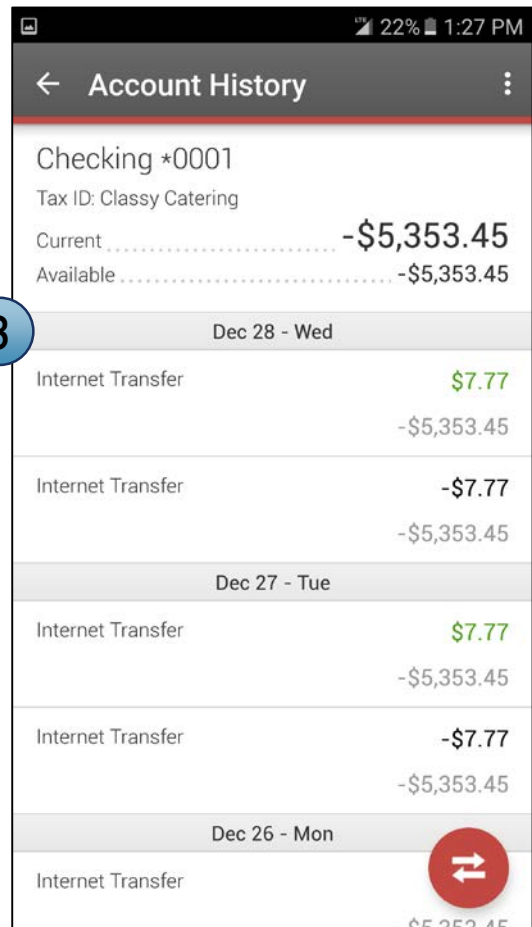 LTE 22% 1:27 PM
Account History
Checking *0001
Tax ID: Classy Catering
Current -$5,353.45
Available -$5,353.45
3
Dec 28 - Wed
Internet Transfer $7.77
-$5,353.45
Internet Transfer -$7.77
-$5,353.45
Dec 27 - Tue
Internet Transfer $7.77
-$5,353.45
Internet Transfer -$7.77
-$5,353.45
Dec 26 - Mon
Internet Transfer